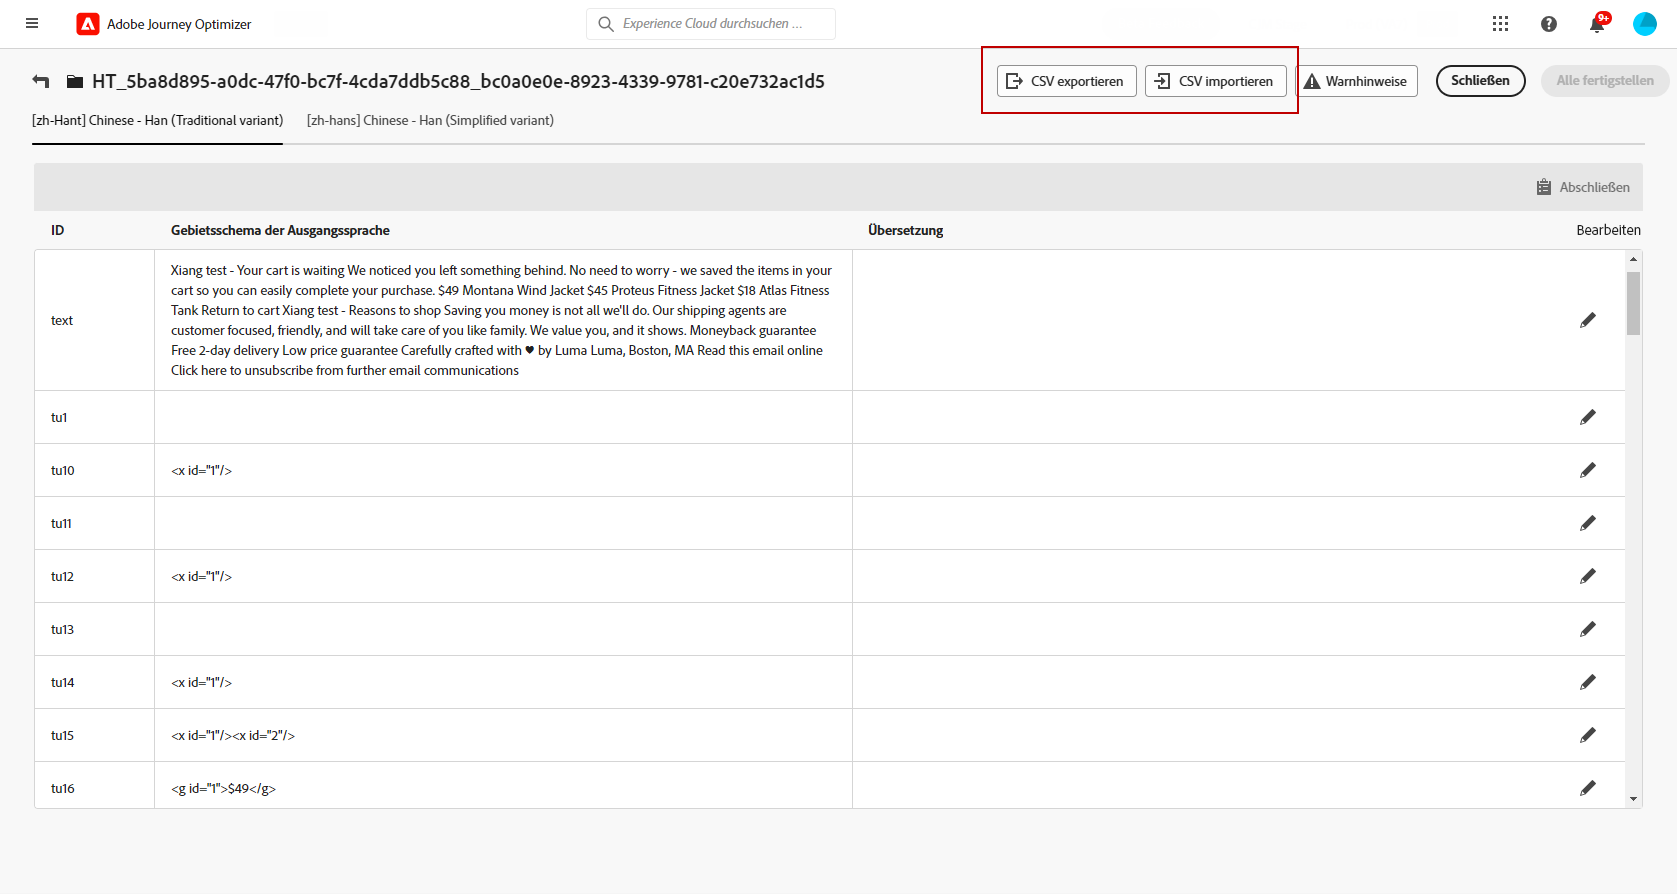 Adobe Journey Optimizer
Experience Cloud durchsuchen ...
9+
HT_5ba8d895-a0dc-47f0-bc7f-4cda7ddb5c88_bc0a0e0e-8923-4339-9781-c20e732ac1d5
CSV exportieren
CSV importieren
Warnhinweise
Schließen
Alle fertigstellen
[zh-Hant] Chinese - Han (Traditional variant)
[zh-hans] Chinese - Han (Simplified variant)
Abschließen
ID
Gebietsschema der Ausgangssprache
Übersetzung
Bearbeiten
text
Xiang test - Your cart is waiting We noticed you left something behind. No need to worry - we saved the items in your
cart so you can easily complete your purchase. $49 Montana Wind Jacket $45 Proteus Fitness Jacket $18 Atlas Fitness
Tank Return to cart Xiang test - Reasons to shop Saving you money is not all we'll do. Our shipping agents are
customer focused, friendly, and will take care of you like family. We value you, and it shows. Moneyback guarantee
Free 2-day delivery Low price guarantee Carefully crafted with ♥ by Luma Luma, Boston, MA Read this email online
Click here to unsubscribe from further email communications
tu1
tu10
<x id="1"/>
tu11
tu12
<x id="1"/>
tu13
tu14
<x id="1"/>
tu15
<x id="1"/><x id="2"/>
tu16
<g id="1">$49</g>